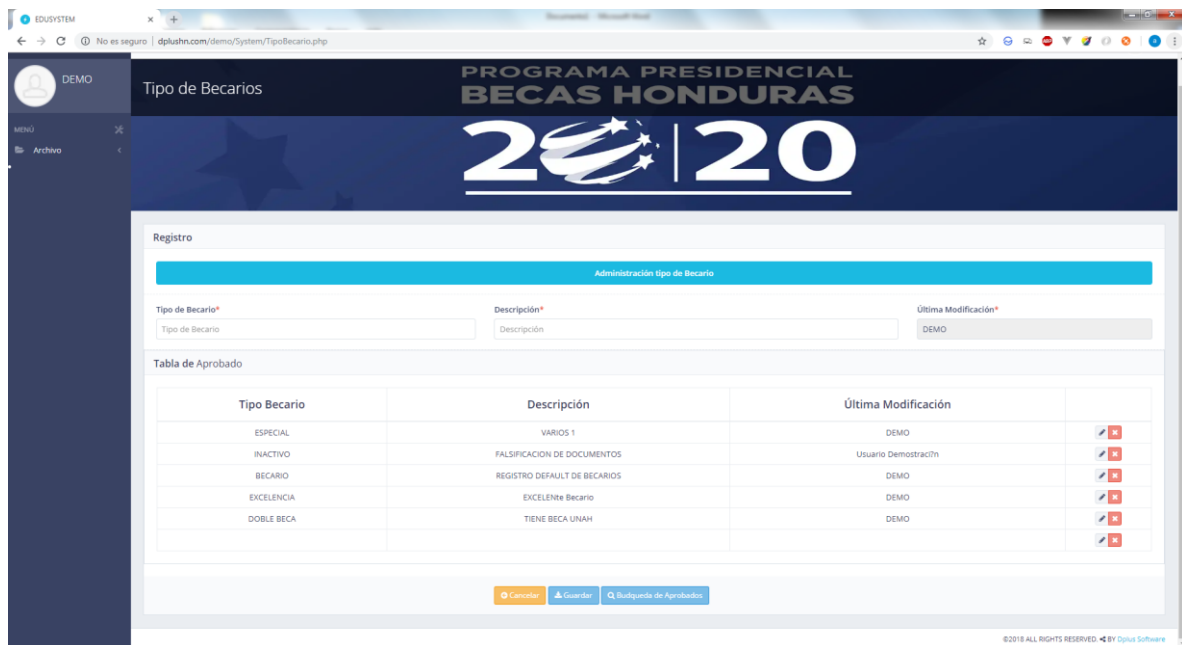 Documento1 - Microsoft Word
EDUSYSTEM
No es seguro | dplushn.com/demo/System/TipoBecario.php
DEMO
MENÚ
Archivo
Tipo de Becarios
PROGRAMA PRESIDENCIAL
BECAS HONDURAS
20|20
Registro
Administración tipo de Becario
Tipo de Becario* Descripción* Última Modificación*
Tipo de Becario Descripción DEMO
Tabla de Aprobado
Tipo Becario Descripción Última Modificación
ESPECIAL VARIOS 1 DEMO
INACTIVO FALSIFICACION DE DOCUMENTOS Usuario Demostraci?n
BECARIO REGISTRO DEFAULT DE BECARIOS DEMO
EXCELENCIA EXCELENte Becario DEMO
DOBLE BECA TIENE BECA UNAH DEMO
Cancelar Guardar Budqueda de Aprobados
©2018 ALL RIGHTS RESERVED. BY Dplus Software